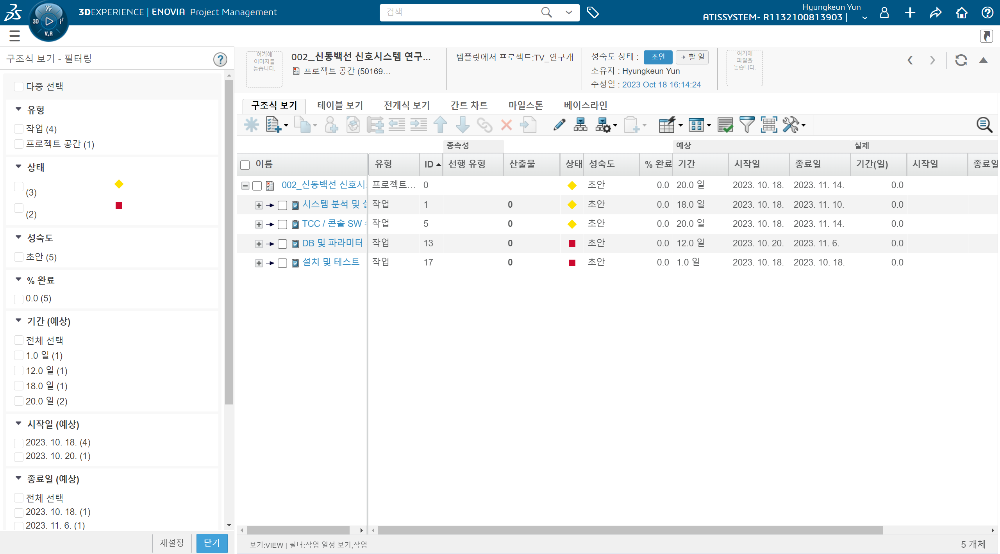 3DEXPERIENCE | ENOVIA Project Management
검색
Hyungkeun Yun
ATISSYSTEM- R1132100813903 | ...
3D
V.R
구조식 보기 - 필터링
다중 선택
유형
작업 (4)
프로젝트 공간 (1)
상태
(3)
(2)
성숙도
초안 (5)
% 완료
0.0 (5)
기간 (예상)
전체 선택
1.0 일 (1)
12.0 일 (1)
18.0 일 (1)
20.0 일 (2)
시작일 (예상)
2023. 10. 18. (4)
2023. 10. 20. (1)
종료일 (예상)
전체 선택
2023. 10. 18. (1)
2023. 11. 6. (1)
재설정 닫기
여기에
이미지를
놓습니다.
002_신동백선 신호시스템 연구...
프로젝트 공간 (50169...
템플릿에서 프로젝트:TV_연구개
성숙도 상태 : 초안 할 일
소유자 : Hyungkeun Yun
수정일 : 2023 Oct 18 16:14:24
여기에
파일을
놓습니다.
구조식 보기 테이블 보기 전개식 보기 간트 차트 마일스톤 베이스라인
종속성 예상 실제
이름 유형 ID 선행 유형 산출물 상태 성숙도 % 완료 기간 시작일 종료일 기간(일) 시작일 종료일
002_신동백선 신호시 프로젝트... 0 초안 0.0 20.0 일 2023. 10. 18. 2023. 11. 14. 0.0
시스템 분석 및 작업 1 0 초안 0.0 18.0 일 2023. 10. 18. 2023. 11. 10. 0.0
TCC / 콘솔 SW 작업 5 0 초안 0.0 20.0 일 2023. 10. 18. 2023. 11. 14. 0.0
DB 및 파라미터 작업 13 0 초안 0.0 12.0 일 2023. 10. 20. 2023. 11. 6. 0.0
설치 및 테스트 작업 17 0 초안 0.0 1.0 일 2023. 10. 18. 2023. 10. 18. 0.0
보기:VIEW | 필터:작업 일정 보기,작업
5 개체